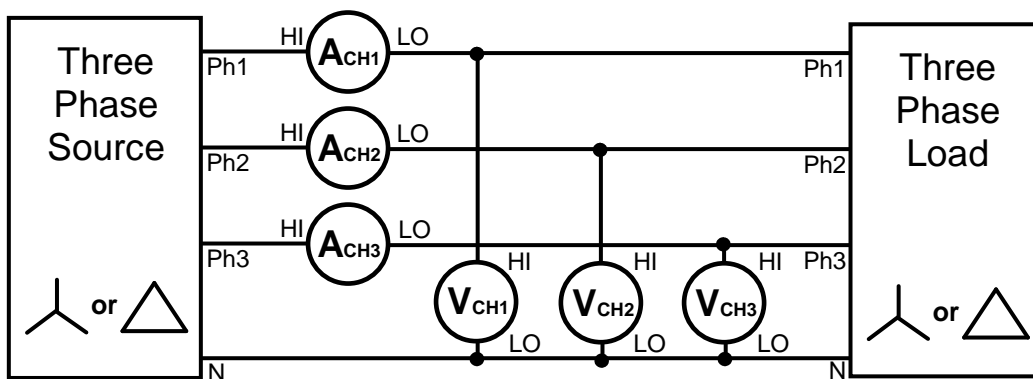 Three
Phase
Source
or
HI
ACH1
LO
Ph1
Ph1
HI
ACH2
LO
Ph2
Ph2
HI
ACH3
LO
Ph3
Ph3
VCH1
HI
LO
VCH2
HI
LO
VCH3
HI
LO
N
N
Three
Phase
Load
or